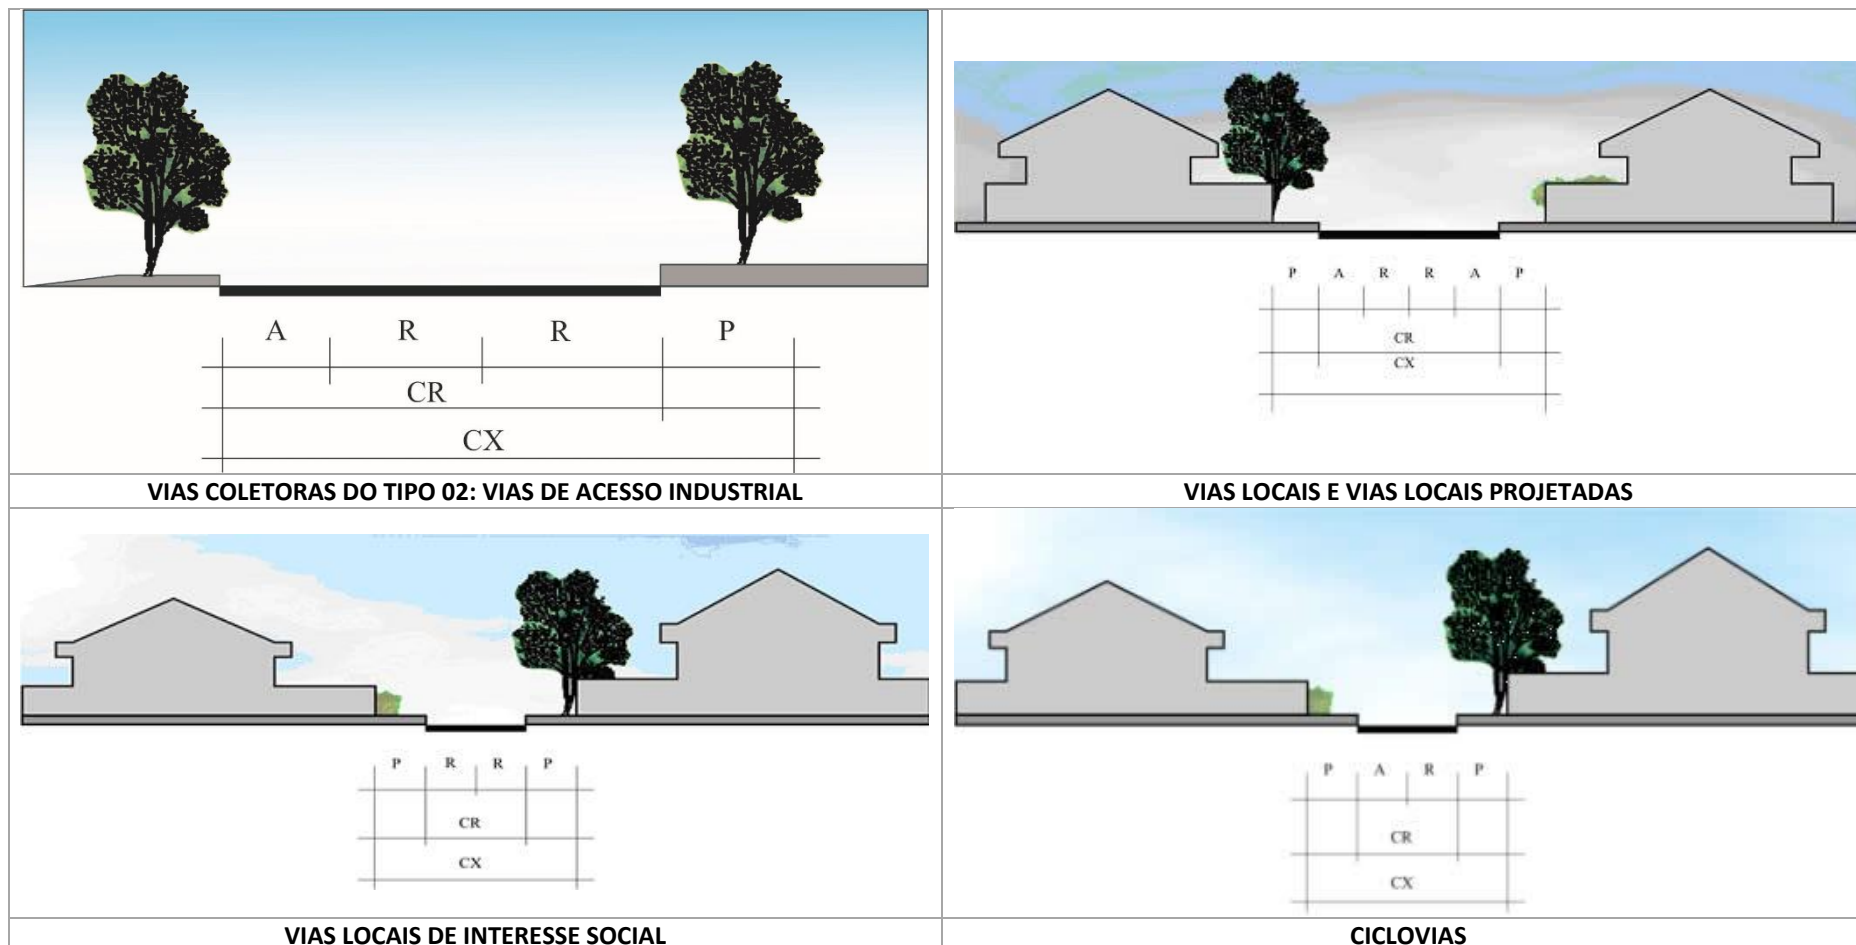 A R R P
CR
CX
VIAS COLETORAS DO TIPO 02: VIAS DE ACESSO INDUSTRIAL
P A R R A P
CR
CX
VIAS LOCAIS E VIAS LOCAIS PROJETADAS
P R R P
CR
CX
VIAS LOCAIS DE INTERESSE SOCIAL
P A R P
CR
CX
CICLOVIAS